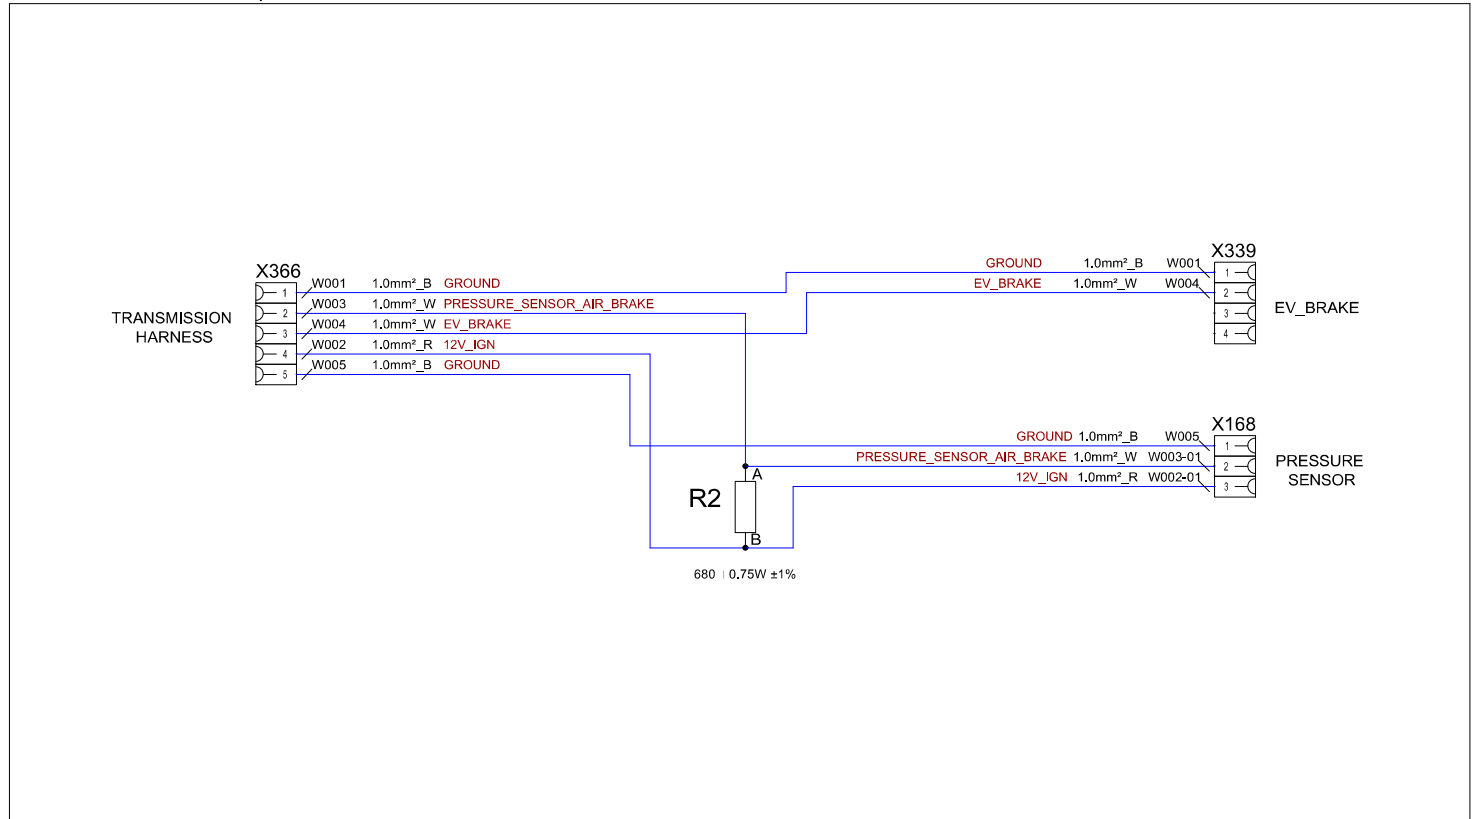 X366
1 W001 1.0mm²_B GROUND
2 W003 1.0mm²_W PRESSURE_SENSOR_AIR_BRAKE
3 W004 1.0mm²_W EV_BRAKE
4 W002 1.0mm²_R 12V_IGN
5 W005 1.0mm²_B GROUND
TRANSMISSION
HARNESS
X339
GROUND 1.0mm²_B W001 1
EV_BRAKE 1.0mm²_W W004 2
3
4
EV_BRAKE
X168
GROUND 1.0mm²_B W005 1
PRESSURE_SENSOR_AIR_BRAKE 1.0mm²_W W003-01 2
12V_IGN 1.0mm²_R W002-01 3
PRESSURE
SENSOR
A
R2
B
680 0.75W ±1%